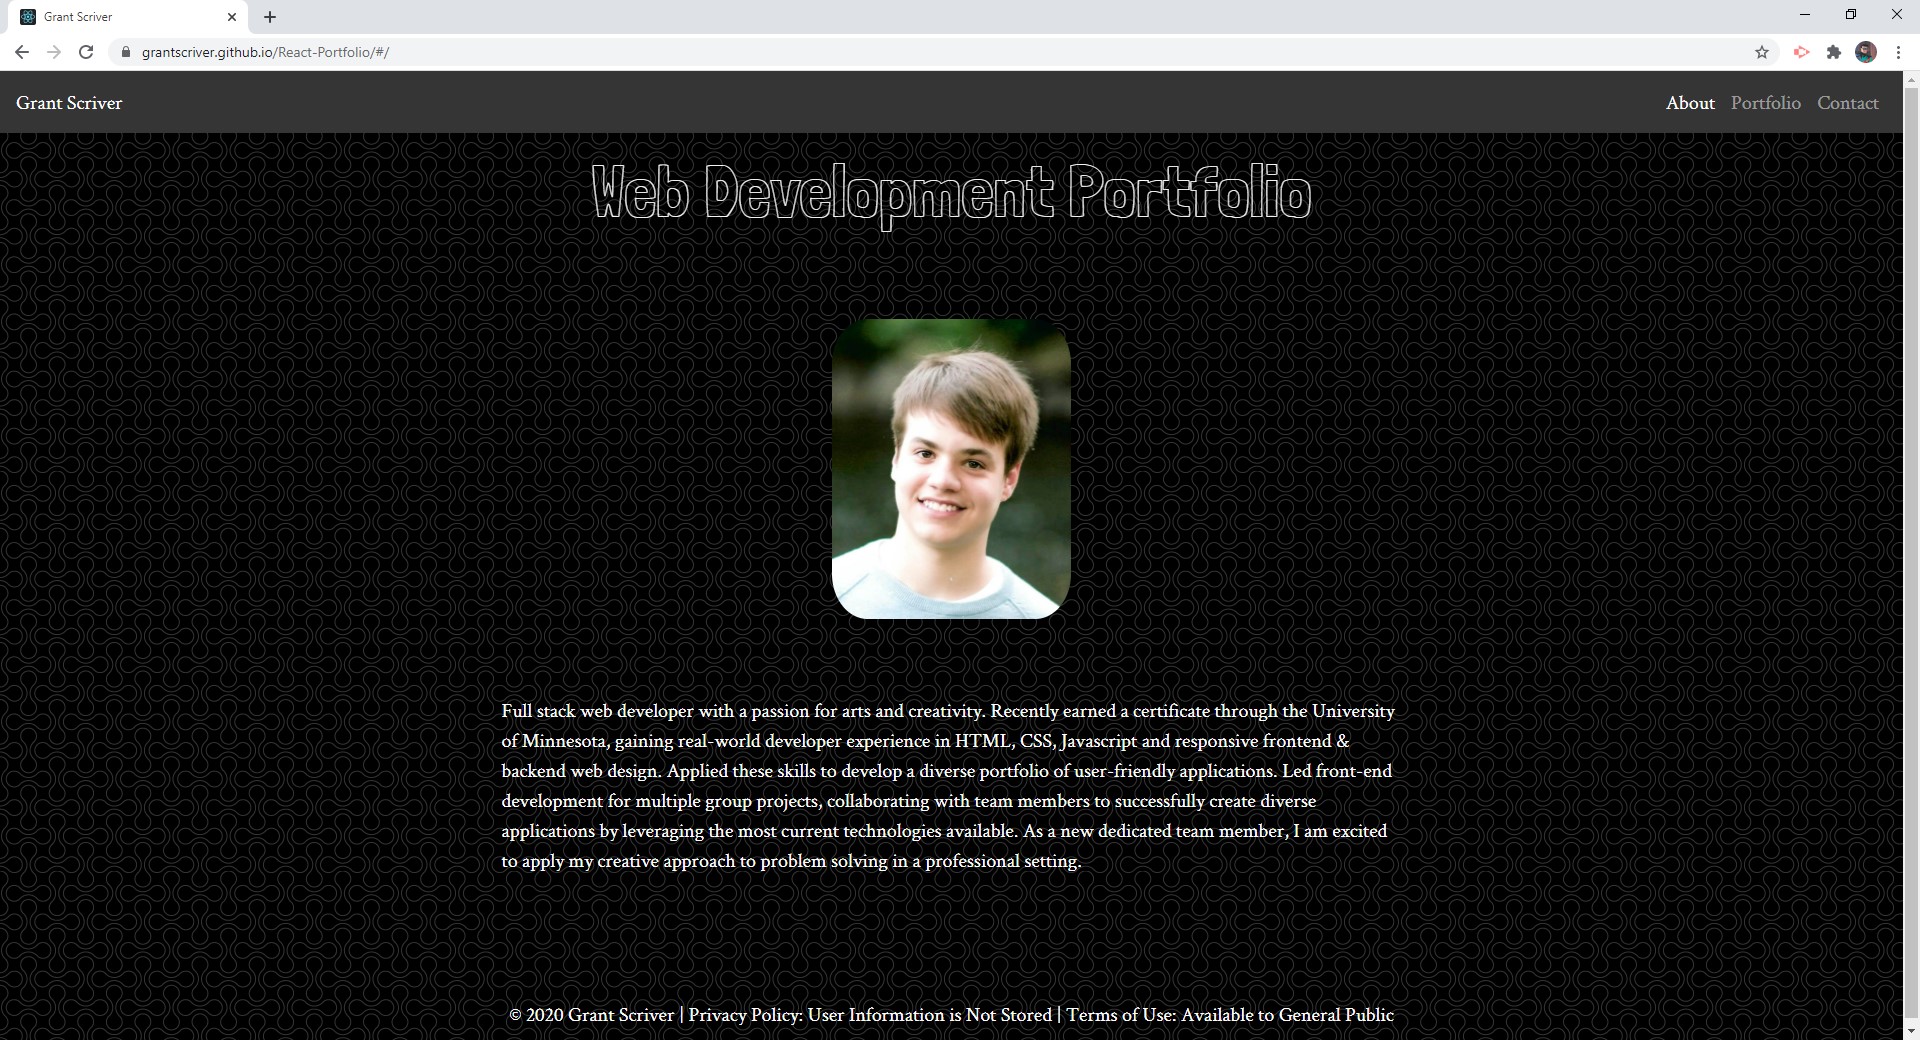 Grant Scriver
grantscriver.github.io/React-Portfolio/#/
Grant Scriver
About Portfolio Contact
Web Development Portfolio
Full stack web developer with a passion for arts and creativity. Recently earned a certificate through the University
of Minnesota, gaining real-world developer experience in HTML, CSS, Javascript and responsive frontend &
backend web design. Applied these skills to develop a diverse portfolio of user-friendly applications. Led front-end
development for multiple group projects, collaborating with team members to successfully create diverse
applications by leveraging the most current technologies available. As a new dedicated team member, I am excited
to apply my creative approach to problem solving in a professional setting.
© 2020 Grant Scriver | Privacy Policy: User Information is Not Stored | Terms of Use: Available to General Public